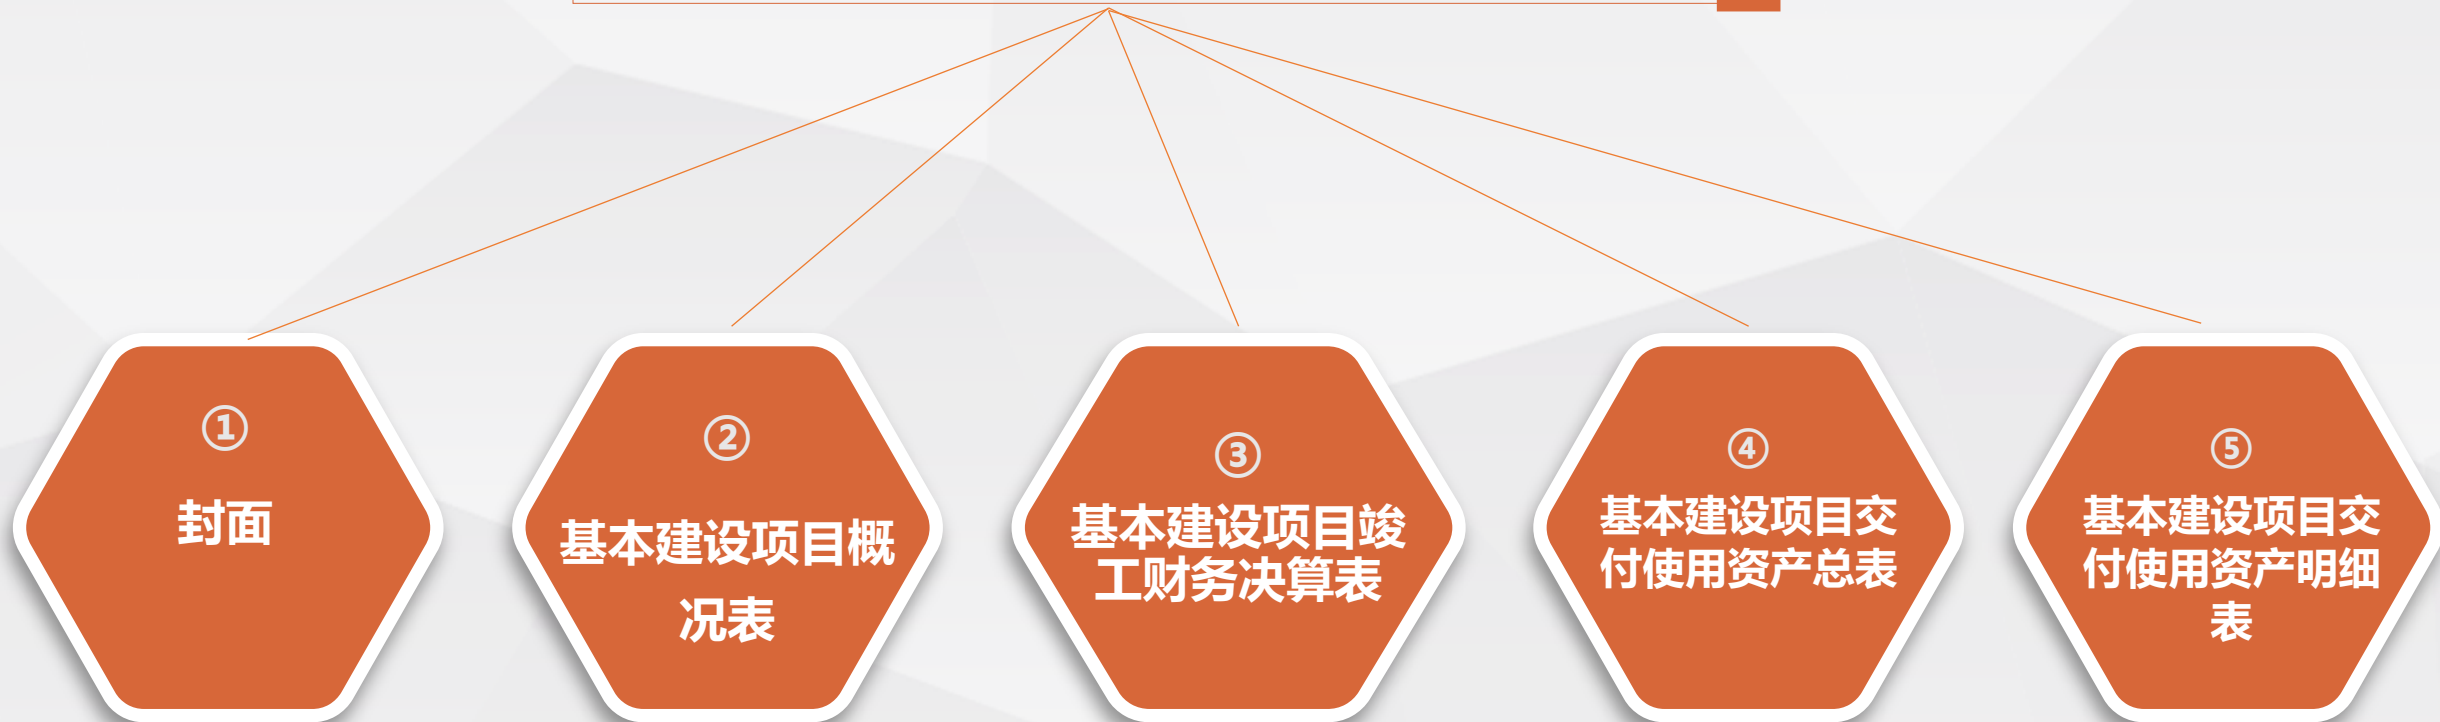 ①
封面
②
基本建设项目概
况表
③
基本建设项目竣
工财务决算表
④
基本建设项目交
付使用资产总表
⑤
基本建设项目交
付使用资产明细
表